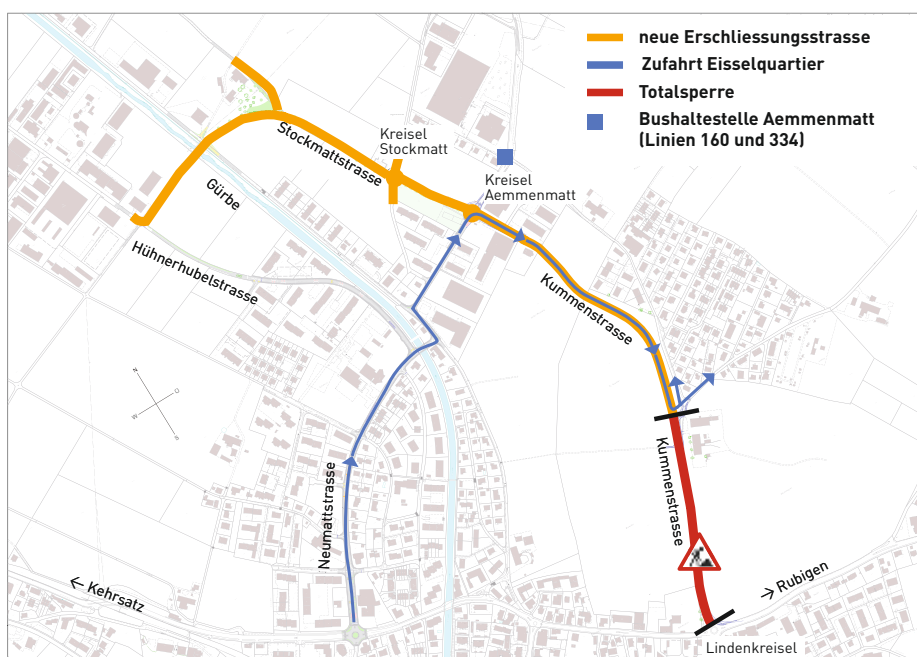 neue Erschliessungsstrasse
Zufahrt Eisselquartier
Totalsperre
Bushaltestelle Aemmenmatt
(Linien 160 und 334)
Stockmattstrasse
Kreisel
Stockmatt
Kreisel
Aemmenmatt
Gürbe
Hühnerhubelstrasse
Kummenstrasse
N
O
W
S
Neumattstrasse
Kummenstrasse
← Kehrsatz
→ Rubigen
Lindenkreisel